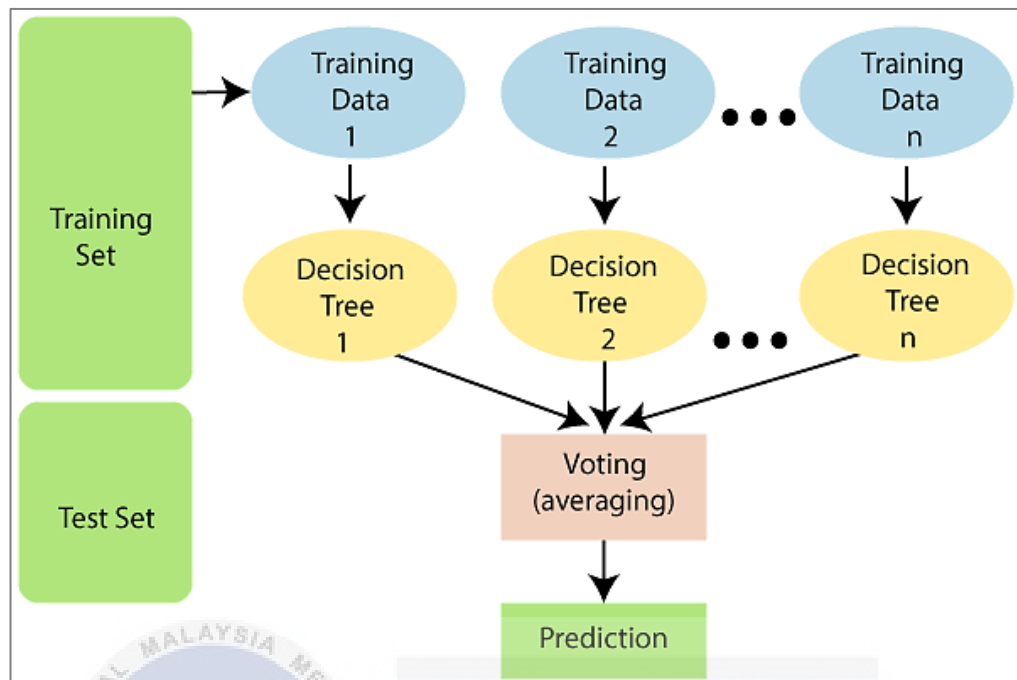 Training
Set
Training
Data
1
Training
Data
2
Training
Data
n
Decision
Tree
1
Decision
Tree
2
Decision
Tree
n
Test Set
Voting
(averaging)
Prediction
MALAYSIA